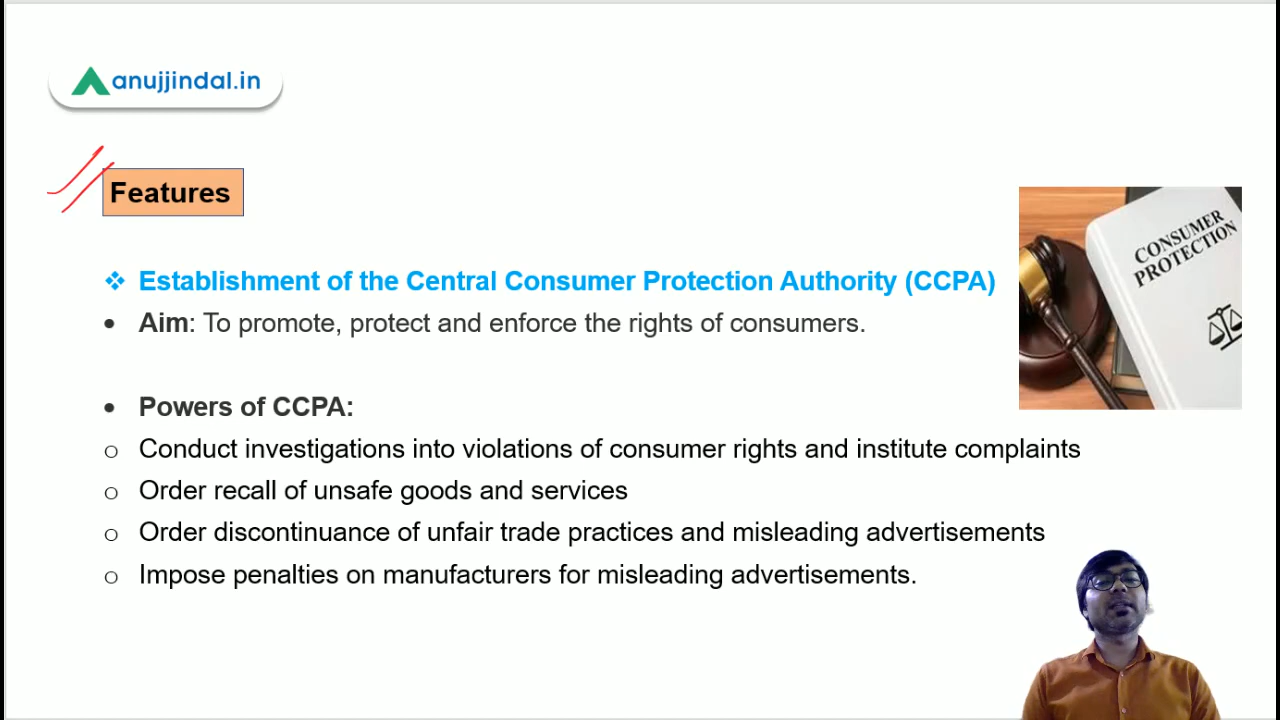 anujjindal.in
Features
❖ Establishment of the Central Consumer Protection Authority (CCPA)
• Aim: To promote, protect and enforce the rights of consumers.
CONSUMER
PROTECTION
• Powers of CCPA:
o Conduct investigations into violations of consumer rights and institute complaints
o Order recall of unsafe goods and services
o Order discontinuance of unfair trade practices and misleading advertisements
o Impose penalties on manufacturers for misleading advertisements.